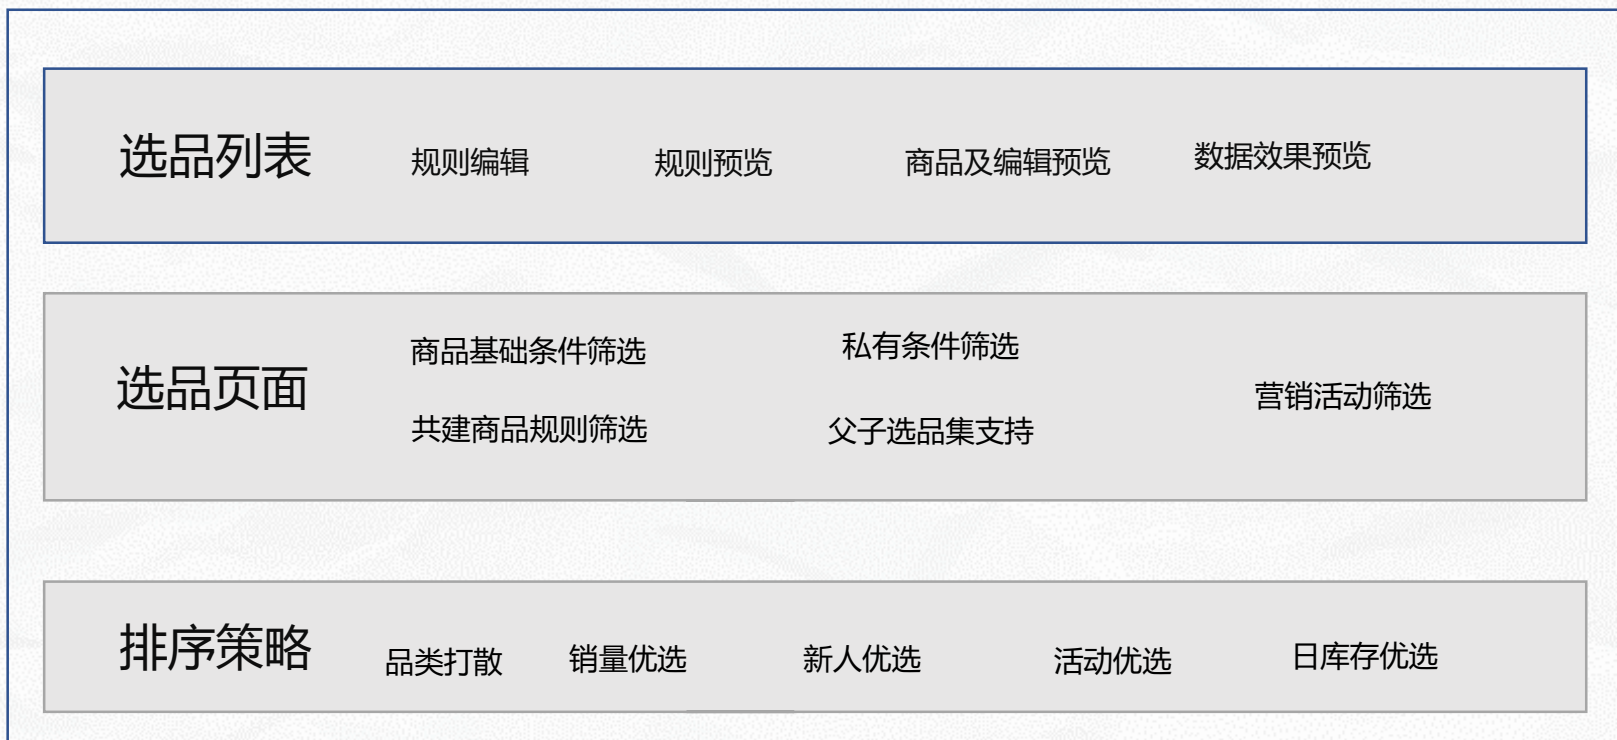 选品列表
规则编辑
规则预览
商品及编辑预览
数据效果预览
选品页面
商品基础条件筛选
私有条件筛选
营销活动筛选
共建商品规则筛选
父子选品集支持
排序策略
品类打散
销量优选
新人优选
活动优选
日库存优选